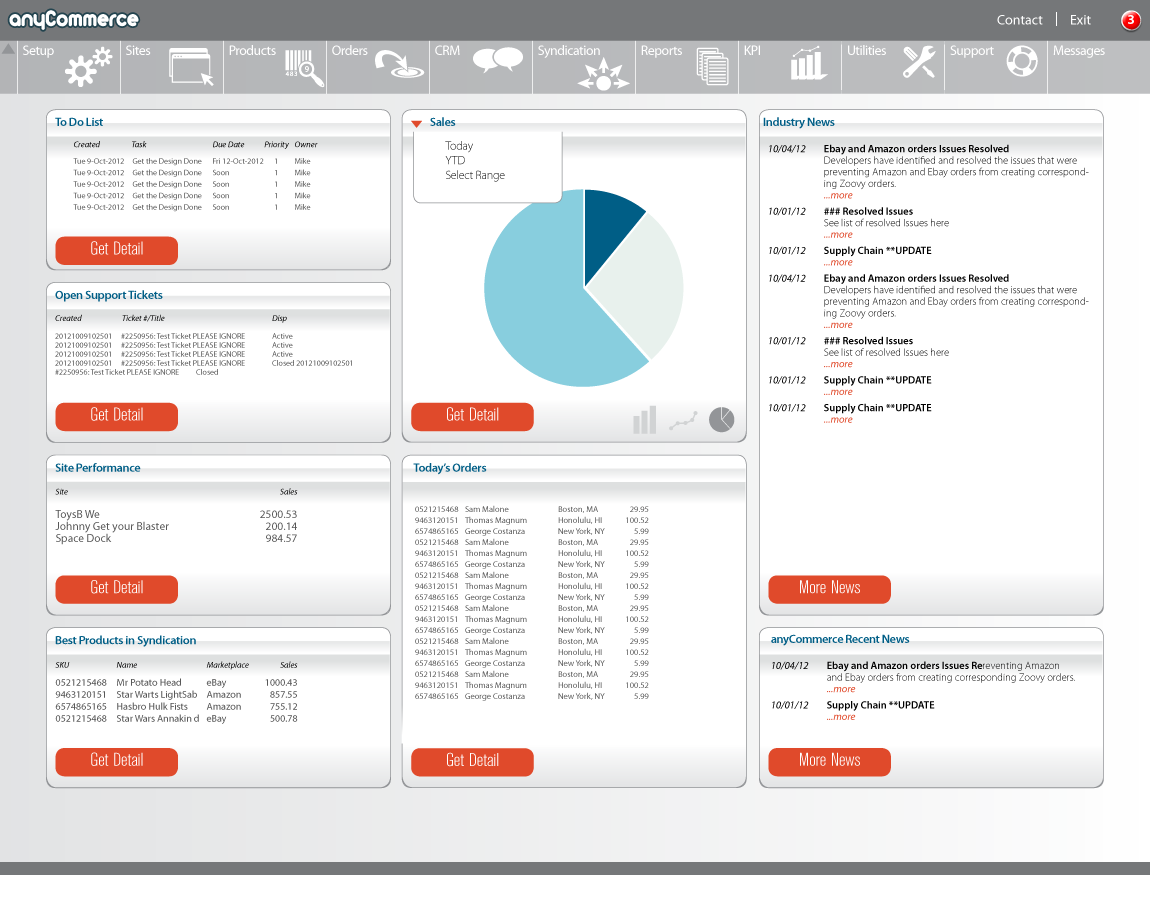 anyCommerce
Contact | Exit 3
Setup Sites Products Orders CRM Syndication Reports KPI Utilities Support Messages
483 9
To Do List
Created Task Due Date Priority Owner
Tue 9-Oct-2012 Get the Design Done Fri 12-Oct-2012 1 Mike
Tue 9-Oct-2012 Get the Design Done Soon 1 Mike
Tue 9-Oct-2012 Get the Design Done Soon 1 Mike
Tue 9-Oct-2012 Get the Design Done Soon 1 Mike
Tue 9-Oct-2012 Get the Design Done Soon 1 Mike
Get Detail
Open Support Tickets
Created Ticket #/Title Disp
20121009102501 #2250956: Test Ticket PLEASE IGNORE Active
20121009102501 #2250956: Test Ticket PLEASE IGNORE Active
20121009102501 #2250956: Test Ticket PLEASE IGNORE Active
20121009102501 #2250956: Test Ticket PLEASE IGNORE Closed 20121009102501
#2250956: Test Ticket PLEASE IGNORE Closed
Get Detail
Site Performance
Site Sales
ToysB We 2500.53
Johnny Get your Blaster 200.14
Space Dock 984.57
Get Detail
Best Products in Syndication
SKU Name Marketplace Sales
0521215468 Mr Potato Head eBay 1000.43
9463120151 Star Warts LightSab Amazon 857.55
6574865165 Hasbro Hulk Fists Amazon 755.12
0521215468 Star Wars Annakin d eBay 500.78
Get Detail
Sales
Today
YTD
Select Range
Get Detail
Today's Orders
0521215468 Sam Malone Boston, MA 29.95
9463120151 Thomas Magnum Honolulu, HI 100.52
6574865165 George Costanza New York, NY 5.99
0521215468 Sam Malone Boston, MA 29.95
9463120151 Thomas Magnum Honolulu, HI 100.52
6574865165 George Costanza New York, NY 5.99
0521215468 Sam Malone Boston, MA 29.95
9463120151 Thomas Magnum Honolulu, HI 100.52
6574865165 George Costanza New York, NY 5.99
0521215468 Sam Malone Boston, MA 29.95
9463120151 Thomas Magnum Honolulu, HI 100.52
6574865165 George Costanza New York, NY 5.99
0521215468 Sam Malone Boston, MA 29.95
9463120151 Thomas Magnum Honolulu, HI 100.52
6574865165 George Costanza New York, NY 5.99
0521215468 Sam Malone Boston, MA 29.95
9463120151 Thomas Magnum Honolulu, HI 100.52
6574865165 George Costanza New York, NY 5.99
Get Detail
Industry News
10/04/12 Ebay and Amazon orders Issues Resolved
Developers have identified and resolved the issues that were
preventing Amazon and Ebay orders from creating correspond-
ing Zoovy orders.
...more
10/01/12 ### Resolved Issues
See list of resolved Issues here
...more
10/01/12 Supply Chain **UPDATE
...more
10/04/12 Ebay and Amazon orders Issues Resolved
Developers have identified and resolved the issues that were
preventing Amazon and Ebay orders from creating correspond-
ing Zoovy orders.
...more
10/01/12 ### Resolved Issues
See list of resolved Issues here
...more
10/01/12 Supply Chain **UPDATE
...more
10/01/12 Supply Chain **UPDATE
...more
More News
anyCommerce Recent News
10/04/12 Ebay and Amazon orders Issues Rereventing Amazon
and Ebay orders from creating corresponding Zoovy orders.
...more
10/01/12 Supply Chain **UPDATE
...more
More News